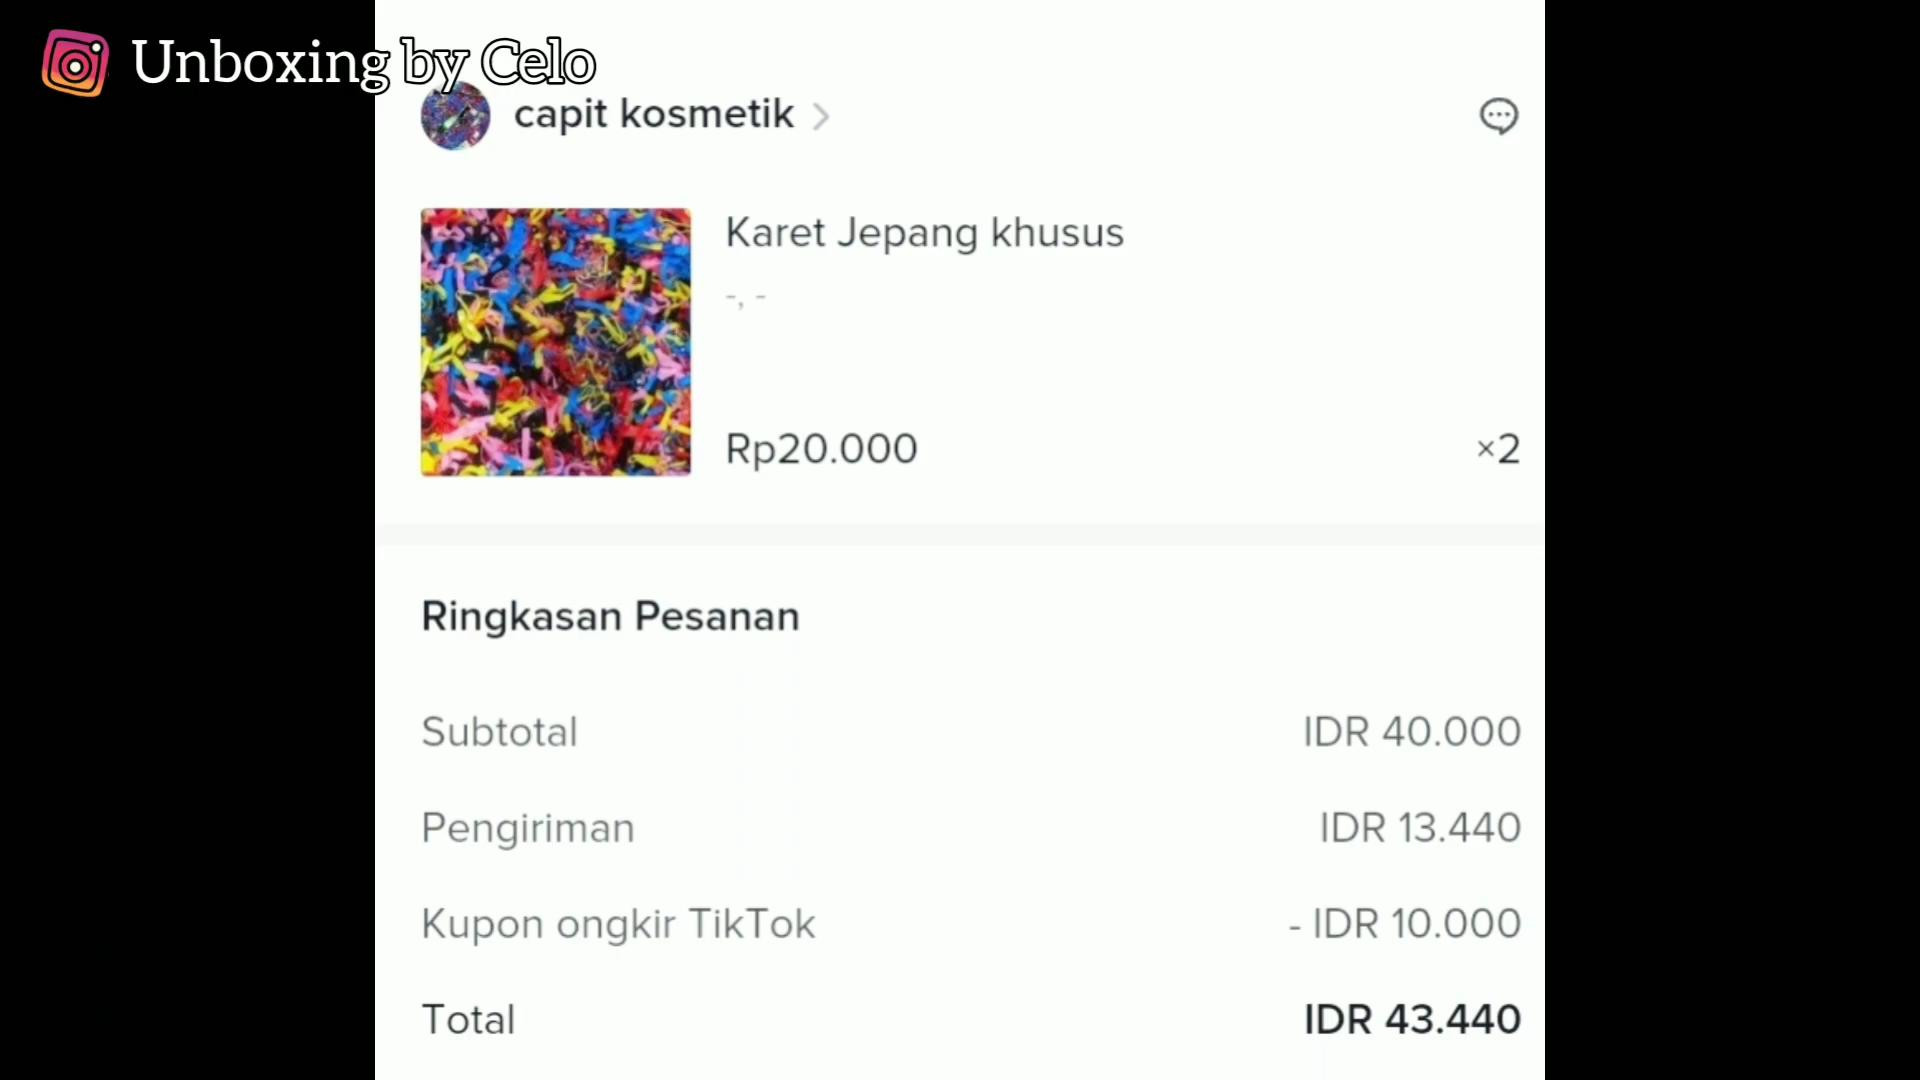 Unboxing by Celo
capit kosmetik
Karet Jepang khusus
-, -
Rp20.000 ×2
Ringkasan Pesanan
Subtotal IDR 40.000
Pengiriman IDR 13.440
Kupon ongkir TikTok - IDR 10.000
Total IDR 43.440